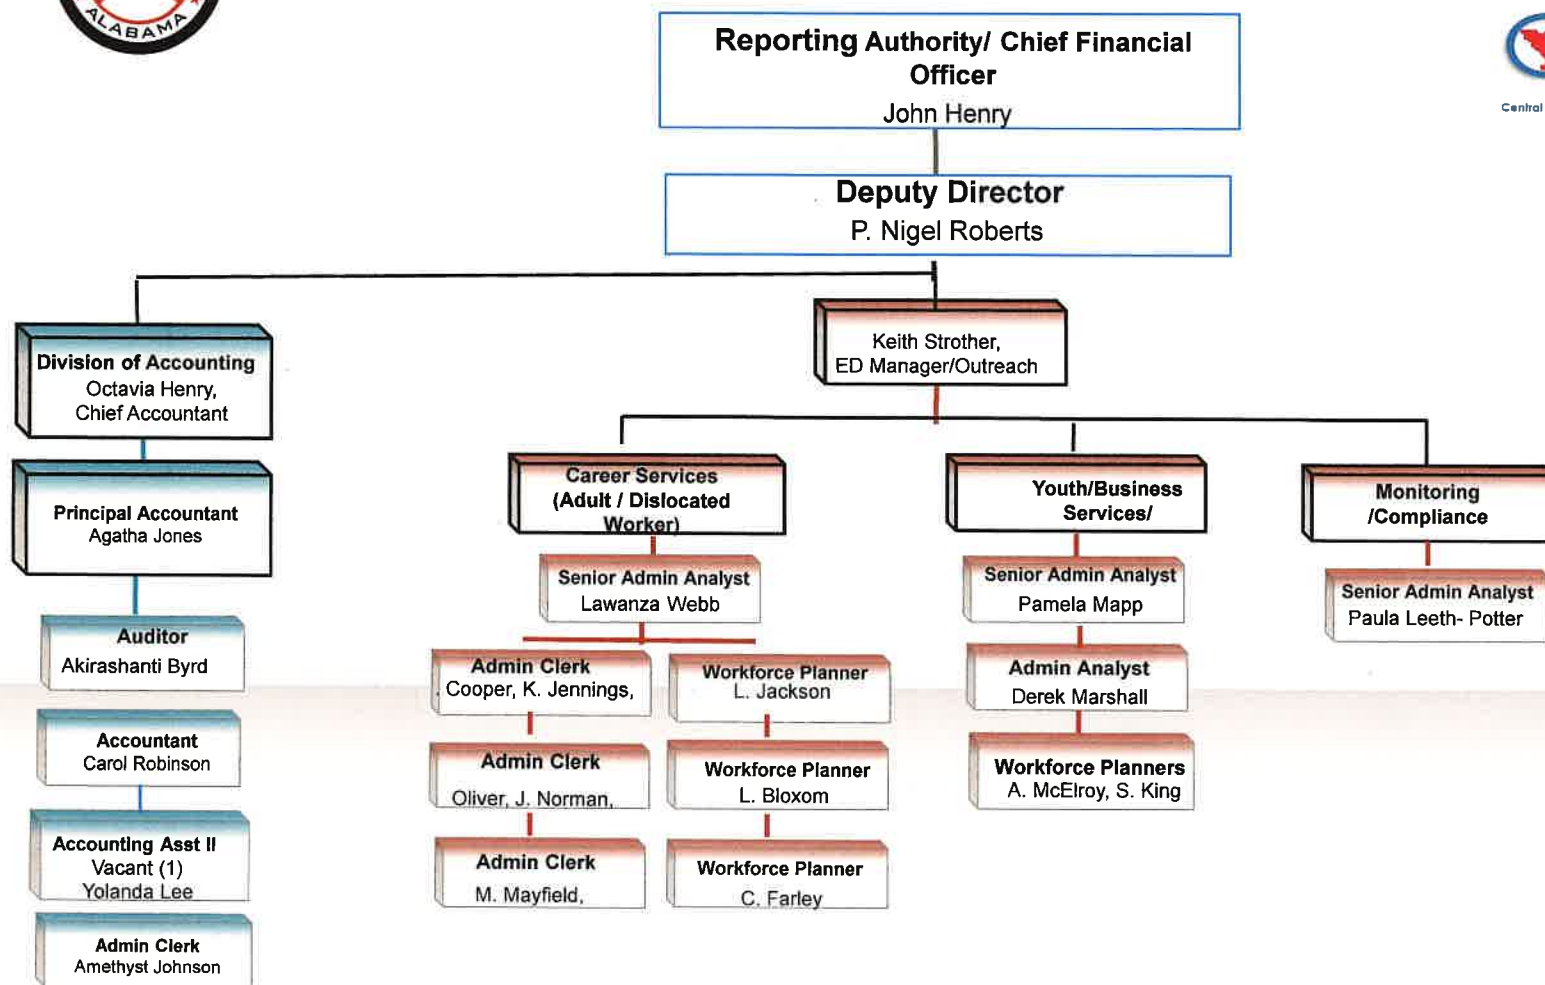 ALABAMA
Reporting Authority/ Chief Financial
Officer
John Henry
Central
Deputy Director
P. Nigel Roberts
Keith Strother,
ED Manager/Outreach
Division of Accounting
Octavia Henry,
Chief Accountant
Principal Accountant
Agatha Jones
Auditor
Akirashanti Byrd
Accountant
Carol Robinson
Accounting Asst II
Vacant (1)
Yolanda Lee
Admin Clerk
Amethyst Johnson
Career Services
(Adult / Dislocated
Worker)
Senior Admin Analyst
Lawanza Webb
Admin Clerk
Cooper, K. Jennings,
Admin Clerk
Oliver, J. Norman,
Admin Clerk
M. Mayfield,
Workforce Planner
L. Jackson
Workforce Planner
L. Bloxom
Workforce Planner
C. Farley
Youth/Business
Services/
Senior Admin Analyst
Pamela Mapp
Admin Analyst
Derek Marshall
Workforce Planners
A. McElroy, S. King
Monitoring
/Compliance
Senior Admin Analyst
Paula Leeth- Potter